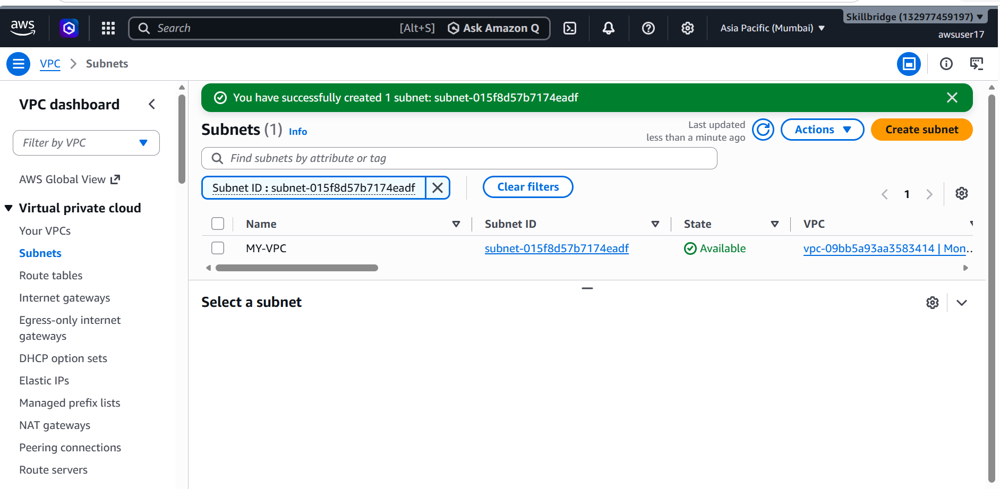 aws
Search [Alt+S] Ask Amazon Q
Asia Pacific (Mumbai)
Skillbridge (132977459197)
awsuser17
VPC
Subnets
VPC dashboard
Filter by VPC
AWS Global View
Virtual private cloud
Your VPCs
Subnets
Route tables
Internet gateways
Egress-only internet
gateways
DHCP option sets
Elastic IPs
Managed prefix lists
NAT gateways
Peering connections
Route servers
You have successfully created 1 subnet: subnet-015f8d57b7174eadf
Subnets (1) Info
Last updated
less than a minute ago
Actions
Create subnet
Find subnets by attribute or tag
Subnet ID : subnet-015f8d57b7174eadf
Clear filters
1
Name Subnet ID State VPC
MY-VPC subnet-015f8d57b7174eadf Available vpc-09bb5a93aa3583414 | Mon..
Select a subnet